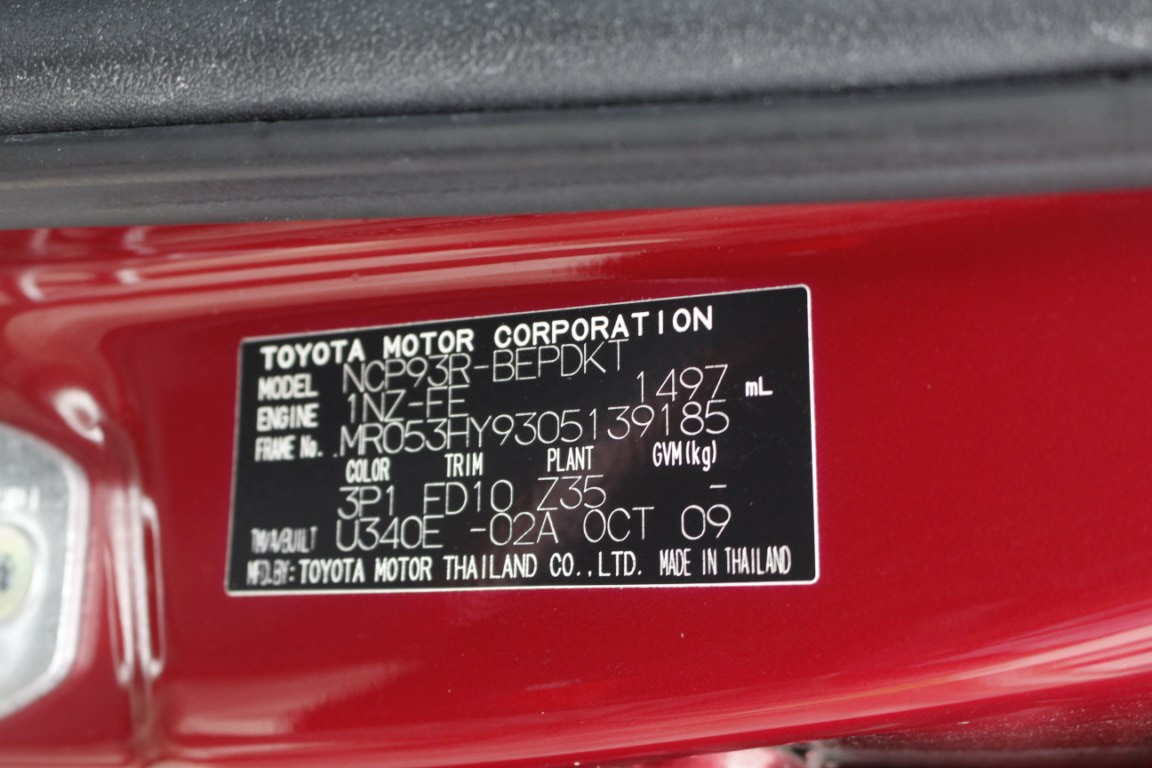 TOYOTA MOTOR CORPORATION
MODEL NCP93R-BEPDKT
ENGINE 1NZ-FE 1497 mL
FRAME No. MR053HY9305139185
COLOR TRIM PLANT GVM(kg)
3P1 FD10 Z35 -
TM/A/BUILT U340E -02A OCT 09
MFD.BY:TOYOTA MOTOR THAILAND CO.,LTD. MADE IN THAILAND